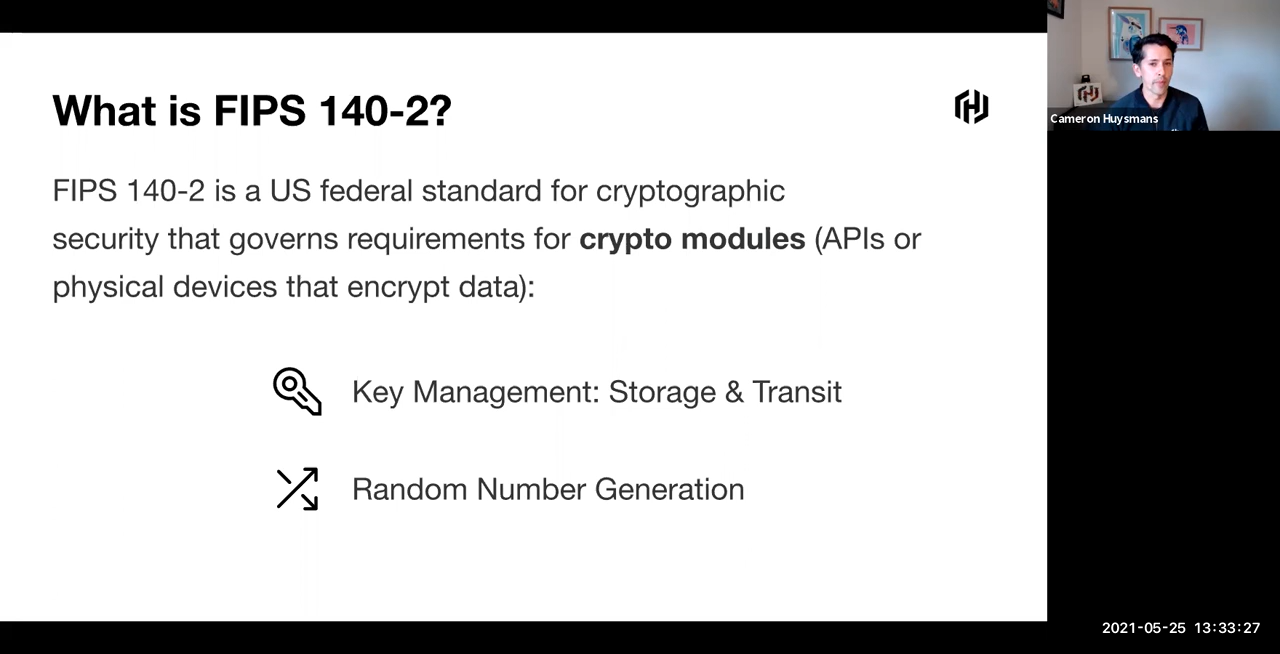 What is FIPS 140-2?
FIPS 140-2 is a US federal standard for cryptographic
security that governs requirements for crypto modules (APIs or
physical devices that encrypt data):
Key Management: Storage & Transit
Random Number Generation
Cameron Huysmans
2021-05-25 13:33:27